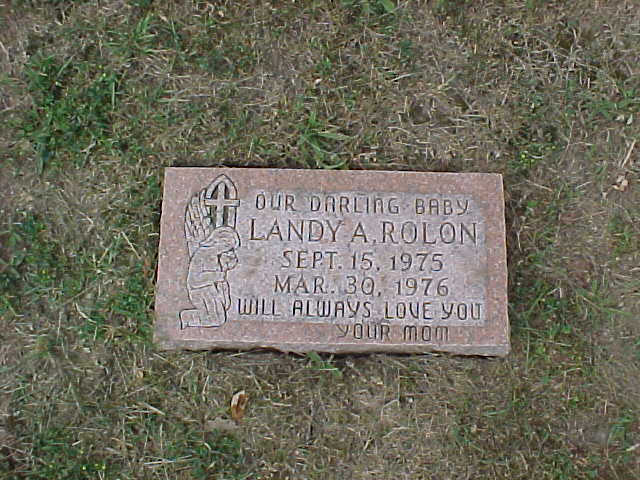 OUR DARLING BABY
LANDY A. ROLON
SEPT. 15, 1975
MAR. 30, 1976
WILL ALWAYS LOVE YOU
YOUR MOM